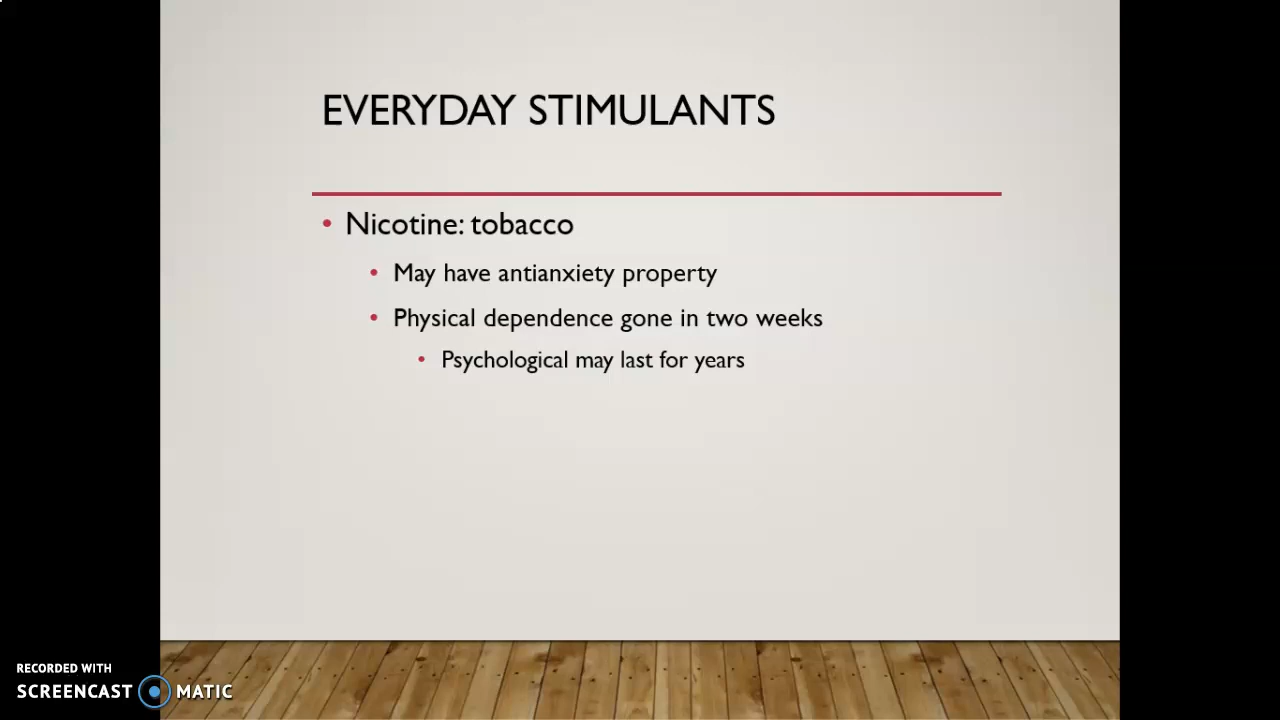 EVERYDAY STIMULANTS
• Nicotine: tobacco
• May have antianxiety property
• Physical dependence gone in two weeks
• Psychological may last for years
RECORDED WITH
SCREENCAST MATIC